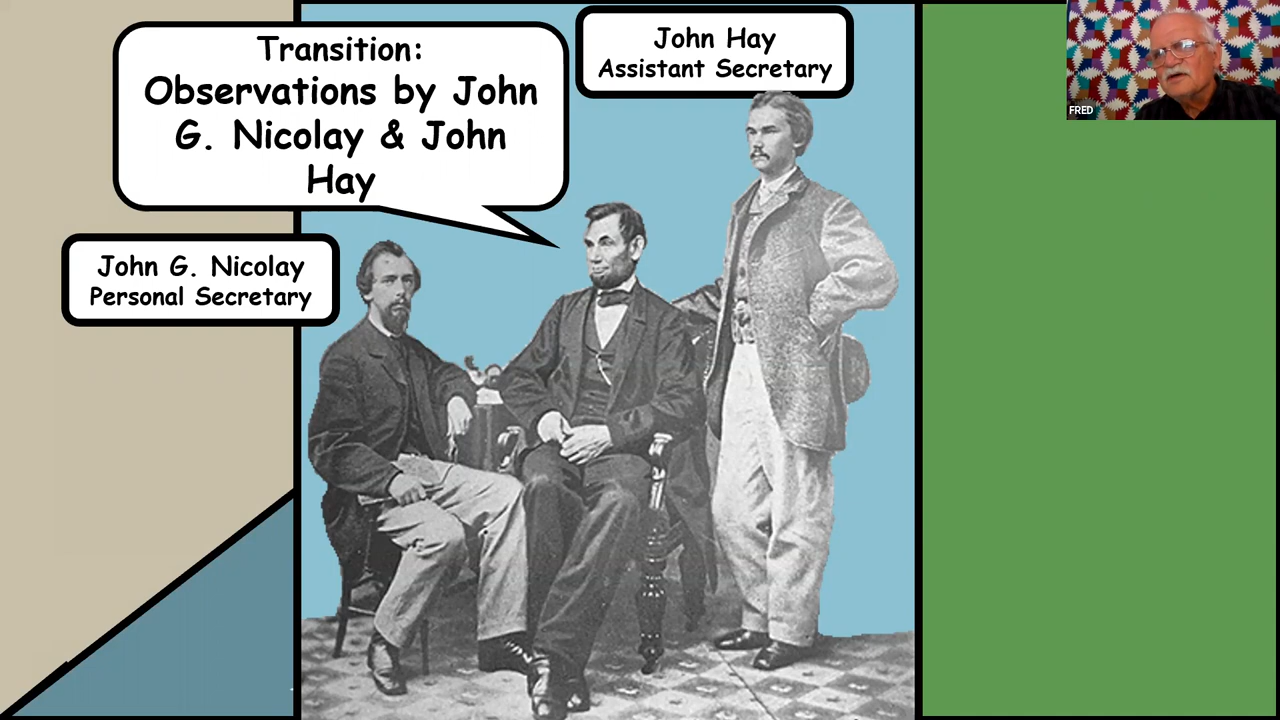 Transition:
Observations by John
G. Nicolay & John
Hay
John Hay
Assistant Secretary
John G. Nicolay
Personal Secretary
FRED